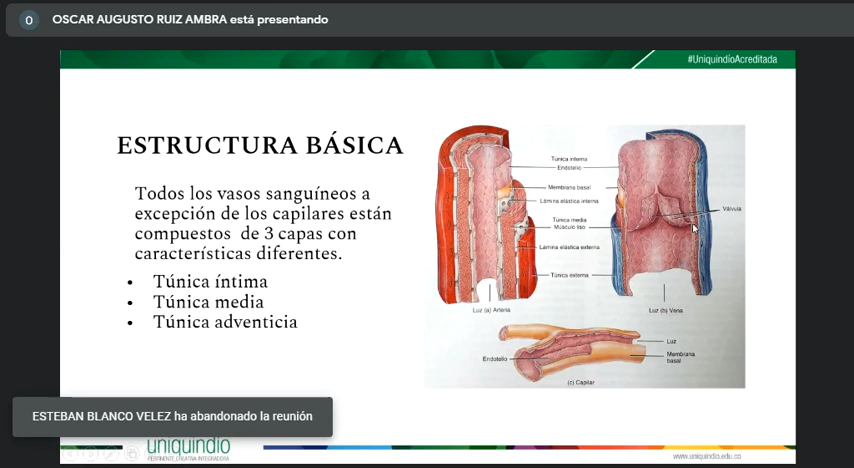 O OSCAR AUGUSTO RUIZ AMBRA está presentando
#UniquindíoAcreditada
ESTRUCTURA BÁSICA
Todos los vasos sanguíneos a
excepción de los capilares están
compuestos de 3 capas con
características diferentes.
• Túnica íntima
• Túnica media
• Túnica adventicia
Túnica interna
Endotelio
Membrana basal
Lámina elástica interna
Túnica media
Músculo liso
Lámina elástica externa
Túnica externa
Válvula
Luz (a) Arteria
Luz (b) Vena
Endotelio
Luz
Membrana
basal
(c) Capilar
ESTEBAN BLANCO VELEZ ha abandonado la reunión
uniquindío
PERTINENTE CREATIVA INTEGRADORA
www.uniquindio.edu.co